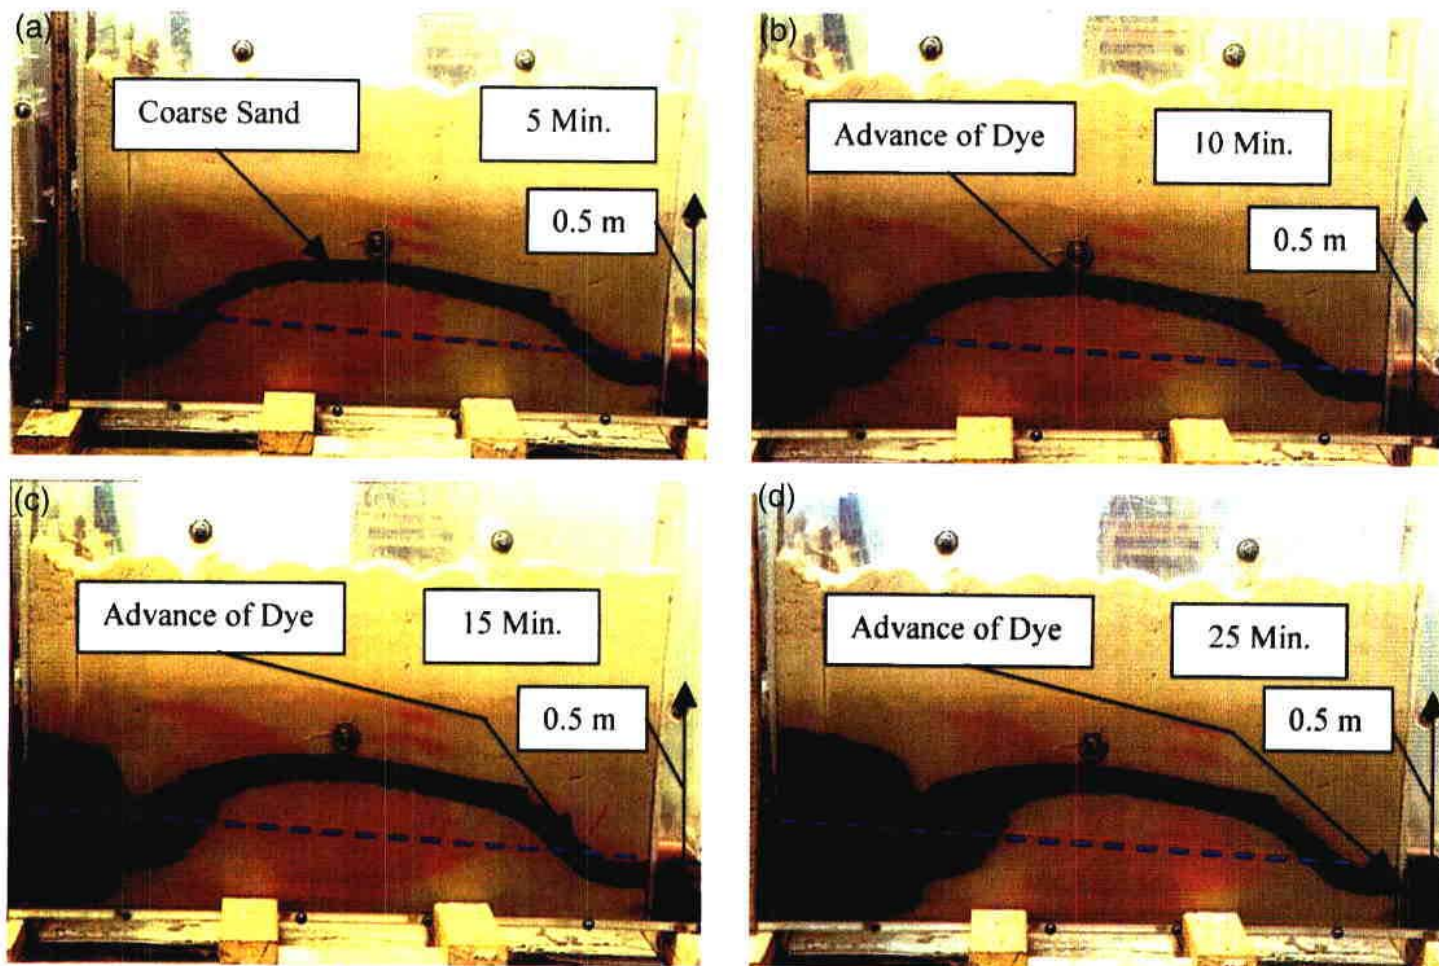 (a)
Coarse Sand
5 Min.
0.5 m
(b)
Advance of Dye
10 Min.
0.5 m
(c)
Advance of Dye
15 Min.
0.5 m
(d)
Advance of Dye
25 Min.
0.5 m